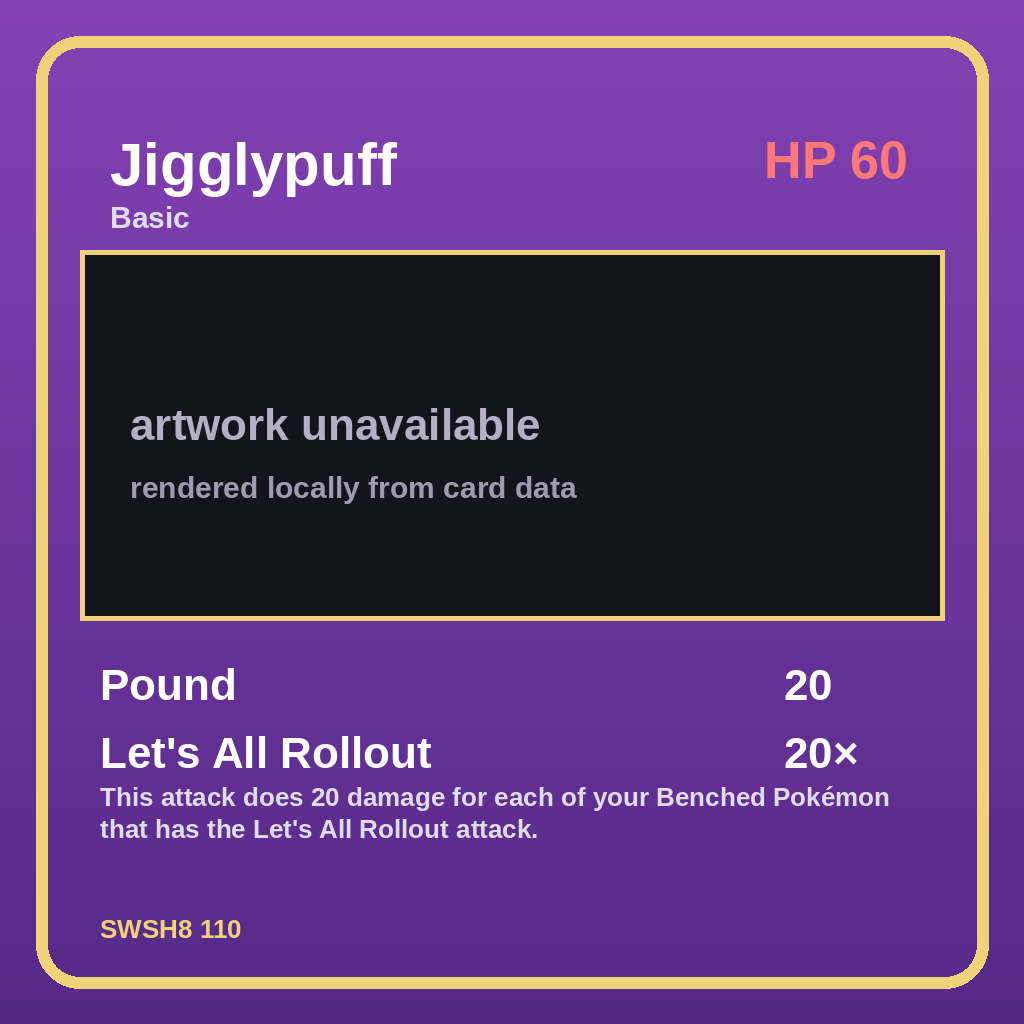 Jigglypuff
HP 60
Basic
artwork unavailable
rendered locally from card data
Pound
20
Let's All Rollout
20×
This attack does 20 damage for each of your Benched Pokémon
that has the Let's All Rollout attack.
SWSH8 110